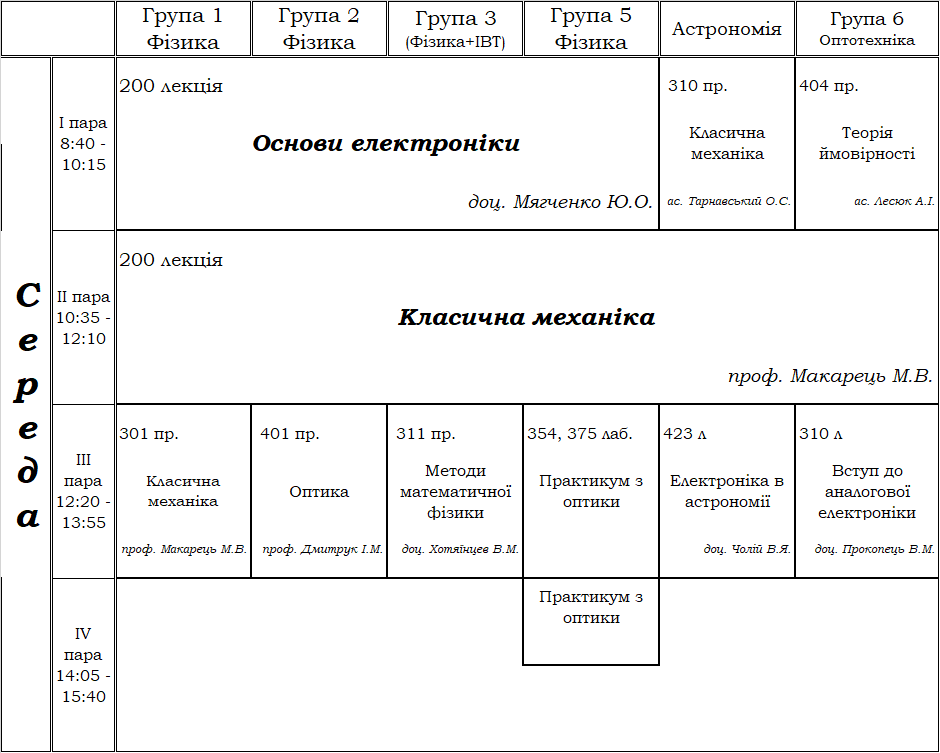 Група 1
Фізика
Група 2
Фізика
Група 3
(Фізика+ІВТ)
Група 5
Фізика
Астрономія
Група 6
Оптотехніка
Середа
І пара
8:40 -
10:15
200 лекція
Основи електроніки
доц. Мягченко Ю.О.
310 пр.
Класична
механіка
ас. Тарнавський О.С.
404 пр.
Теорія
ймовірності
ас. Лесюк А.І.
ІІ пара
10:35 -
12:10
200 лекція
Класична механіка
проф. Макарець М.В.
ІІІ
пара
12:20 -
13:55
301 пр.
Класична
механіка
проф. Макарець М.В.
401 пр.
Оптика
проф. Дмитрук І.М.
311 пр.
Методи
математичної
фізики
доц. Хотяїнцев В.М.
354, 375 лаб.
Практикум з
оптики
423 л
Електроніка в
астрономії
доц. Чолій В.Я.
310 л
Вступ до
аналогової
електроніки
доц. Прокопець В.М.
IV
пара
14:05 -
15:40
Практикум з
оптики